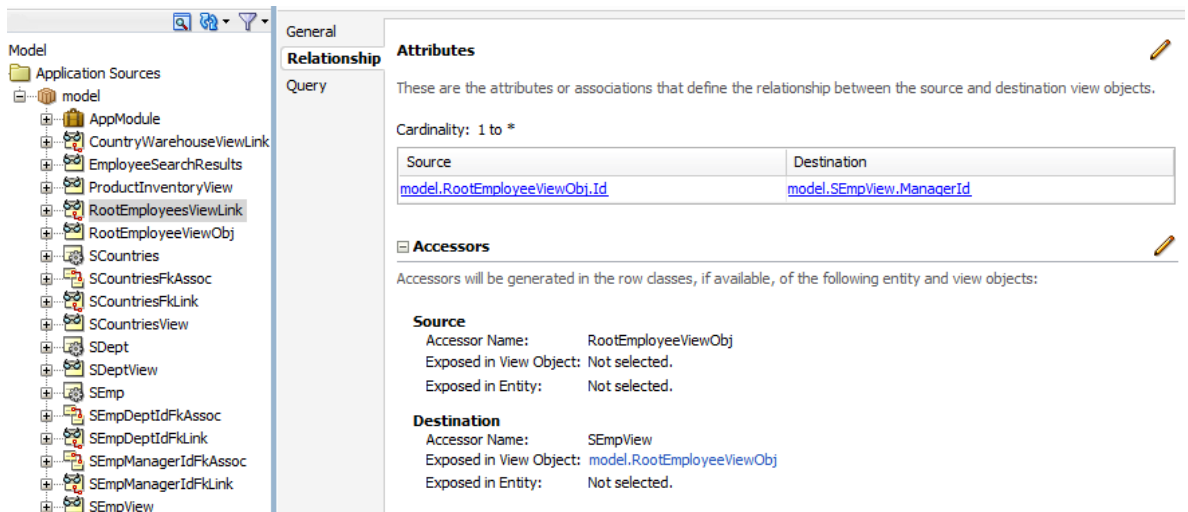 Model
Application Sources
model
AppModule
CountryWarehouseViewLink
EmployeeSearchResults
ProductInventoryView
RootEmployeesViewLink
RootEmployeeViewObj
SCountries
SCountriesFkAssoc
SCountriesFkLink
SCountriesView
SDept
SDeptView
SEmp
SEmpDeptIdFkAssoc
SEmpDeptIdFkLink
SEmpManagerIdFkAssoc
SEmpManagerIdFkLink
SEmpView
General
Relationship
Query
Attributes
These are the attributes or associations that define the relationship between the source and destination view objects.
Cardinality: 1 to *
Source Destination
model.RootEmployeeViewObj.Id model.SEmpView.ManagerId
Accessors
Accessors will be generated in the row classes, if available, of the following entity and view objects:
Source
Accessor Name: RootEmployeeViewObj
Exposed in View Object: Not selected.
Exposed in Entity: Not selected.
Destination
Accessor Name: SEmpView
Exposed in View Object: model.RootEmployeeViewObj
Exposed in Entity: Not selected.